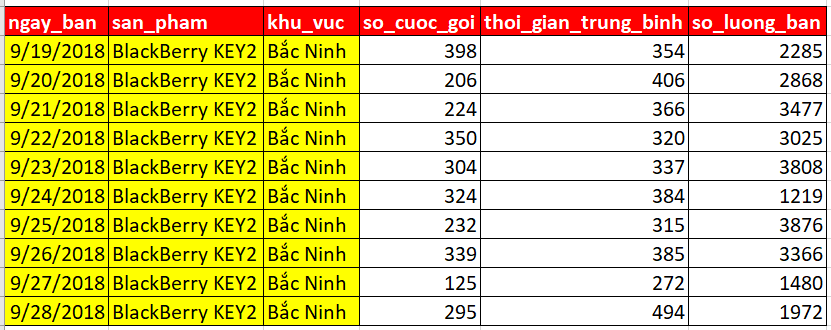 ngay_ban san_pham khu_vuc so_cuoc_goi thoi_gian_trung_binh so_luong_ban
9/19/2018 BlackBerry KEY2 Bắc Ninh 398 354 2285
9/20/2018 BlackBerry KEY2 Bắc Ninh 206 406 2868
9/21/2018 BlackBerry KEY2 Bắc Ninh 224 366 3477
9/22/2018 BlackBerry KEY2 Bắc Ninh 350 320 3025
9/23/2018 BlackBerry KEY2 Bắc Ninh 304 337 3808
9/24/2018 BlackBerry KEY2 Bắc Ninh 324 384 1219
9/25/2018 BlackBerry KEY2 Bắc Ninh 232 315 3876
9/26/2018 BlackBerry KEY2 Bắc Ninh 339 385 3366
9/27/2018 BlackBerry KEY2 Bắc Ninh 125 272 1480
9/28/2018 BlackBerry KEY2 Bắc Ninh 295 494 1972